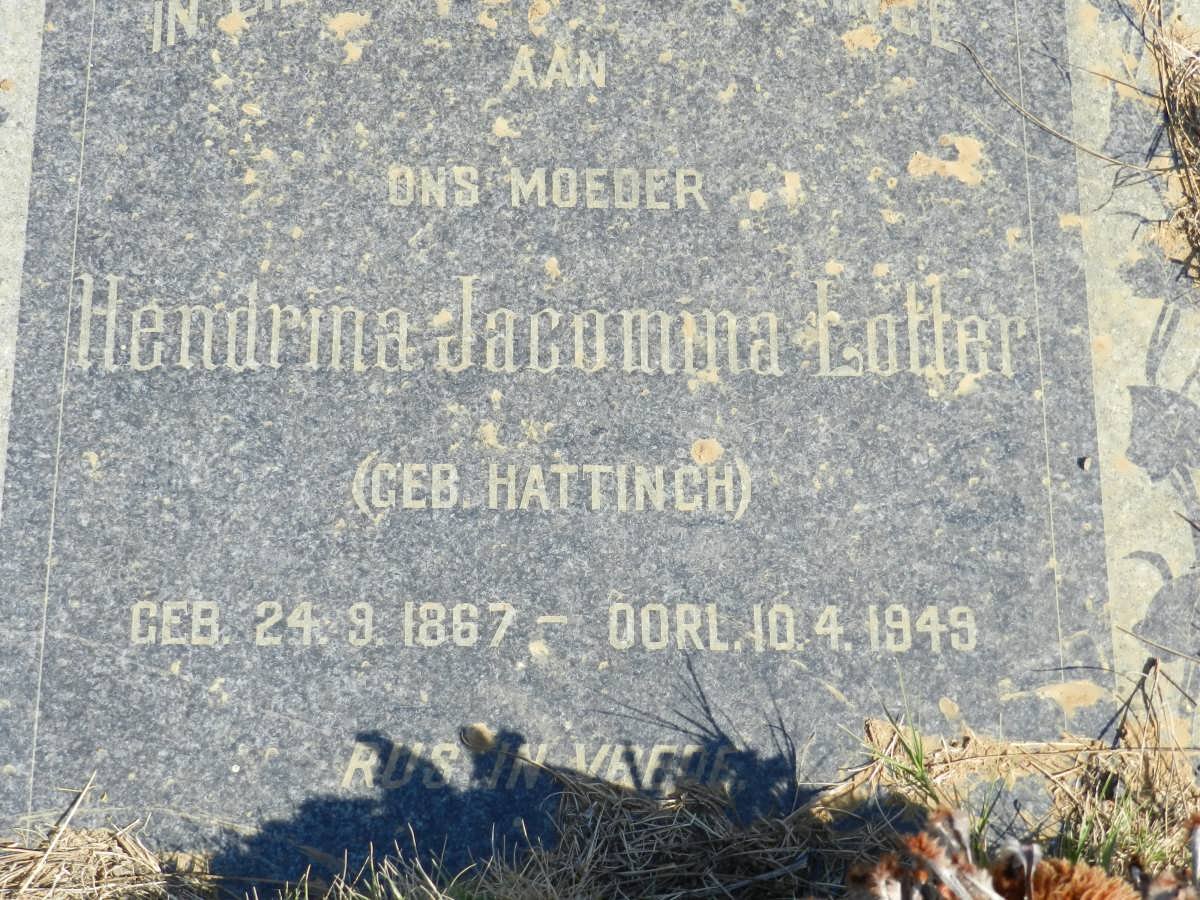 IN
AAN
ONS MOEDER
Hendrina Jacomina Lotter
(GEB. HATTINGH)
GEB. 24. 9. 1867 – OORL. 10. 4. 1949
RUS IN VREDE